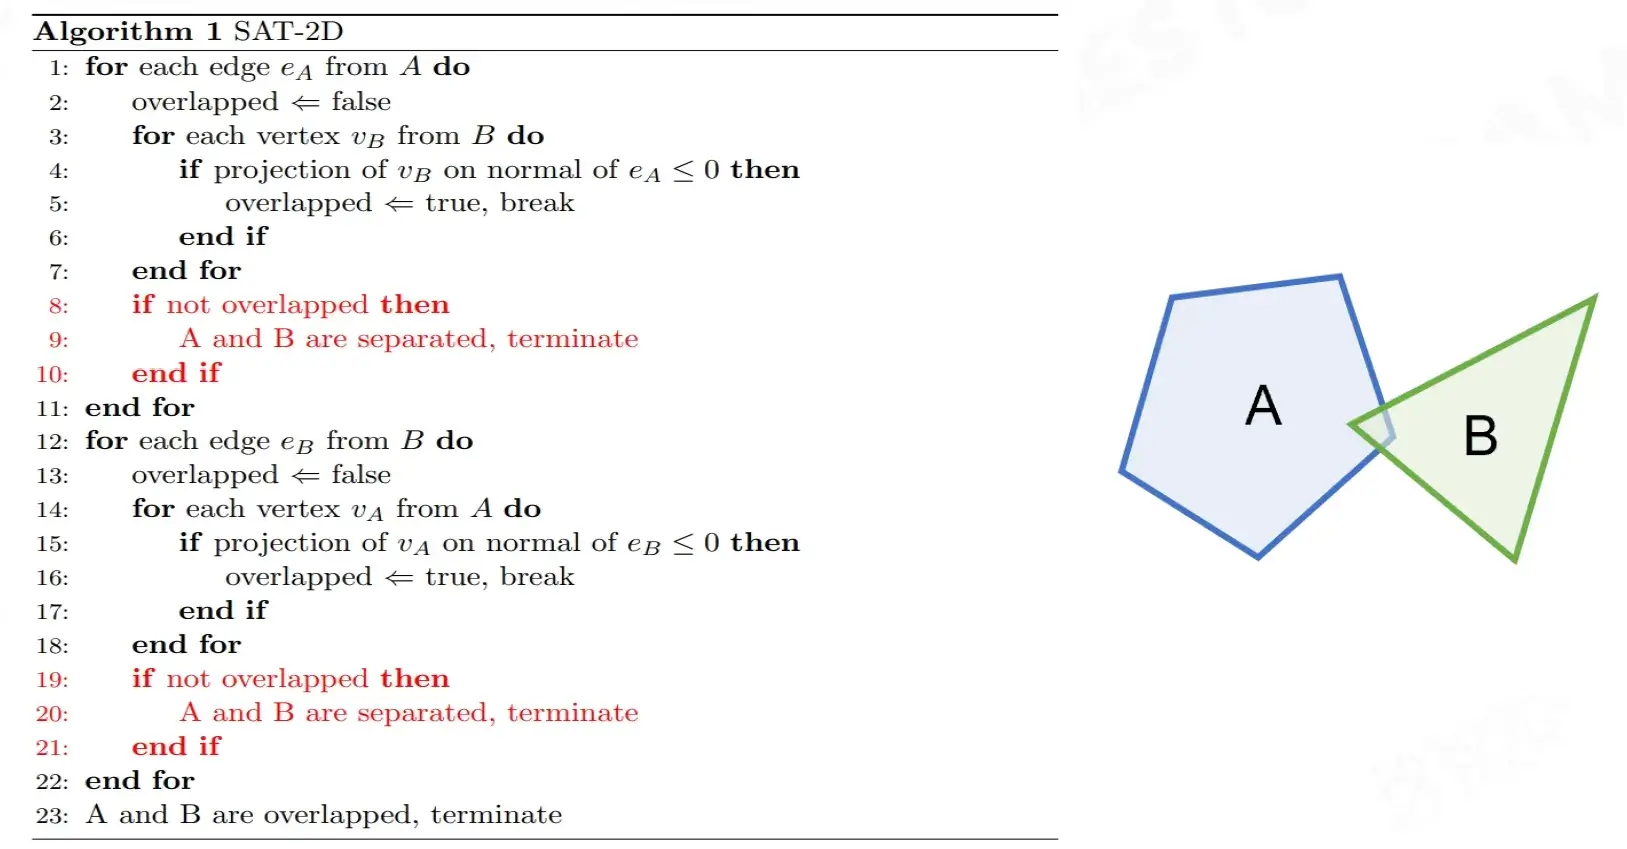 Algorithm 1 SAT-2D
1: for each edge e_A from A do
2: overlapped ⇐ false
3: for each vertex v_B from B do
4: if projection of v_B on normal of e_A ≤ 0 then
5: overlapped ⇐ true, break
6: end if
7: end for
8: if not overlapped then
9: A and B are separated, terminate
10: end if
11: end for
12: for each edge e_B from B do
13: overlapped ⇐ false
14: for each vertex v_A from A do
15: if projection of v_A on normal of e_B ≤ 0 then
16: overlapped ⇐ true, break
17: end if
18: end for
19: if not overlapped then
20: A and B are separated, terminate
21: end if
22: end for
23: A and B are overlapped, terminate
A
B